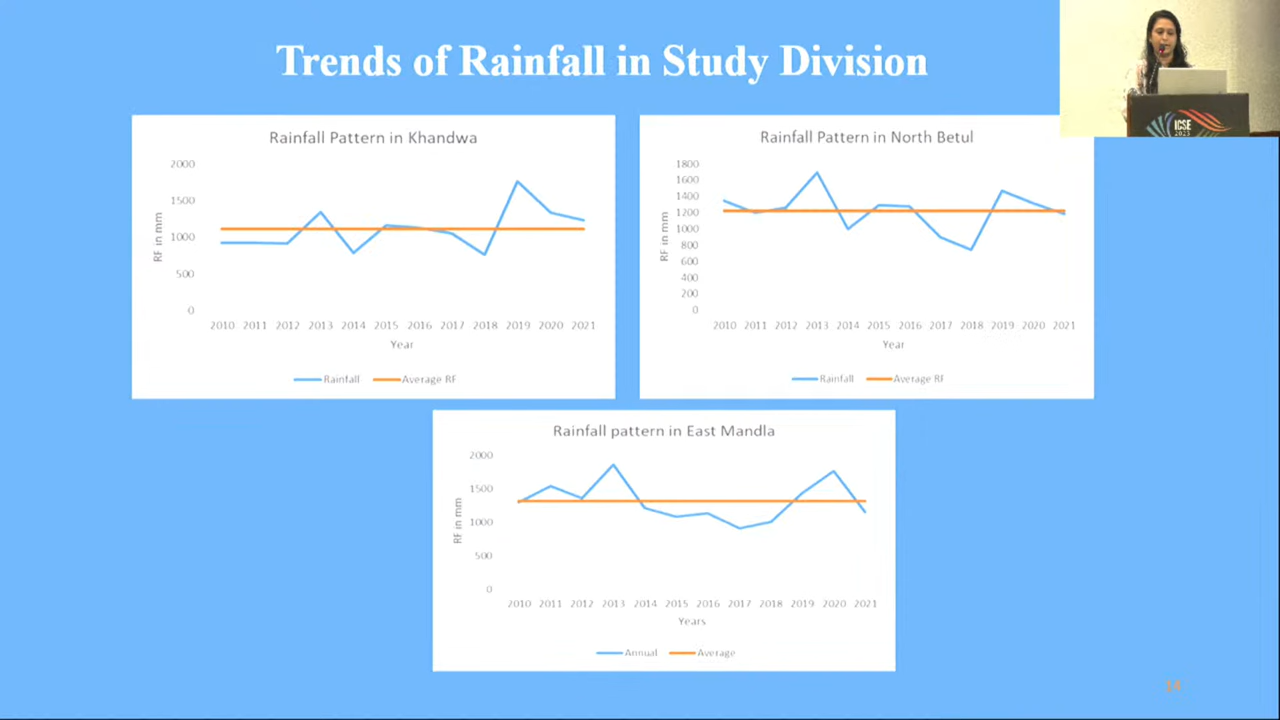 Trends of Rainfall in Study Division
Rainfall Pattern in Khandwa
2000
1500
1000
500
0
RF in mm
2010 2011 2012 2013 2014 2015 2016 2017 2018 2019 2020 2021
Year
Rainfall Average RF
Rainfall Pattern in North Betul
1800
1600
1400
1200
1000
800
600
400
200
0
RF in mm
2010 2011 2012 2013 2014 2015 2016 2017 2018 2019 2020 2021
Year
Rainfall Average RF
ICSE
2023
Rainfall pattern in East Mandla
2000
1500
1000
500
0
RF in mm
2010 2011 2012 2013 2014 2015 2016 2017 2018 2019 2020 2021
Years
Annual Average
14